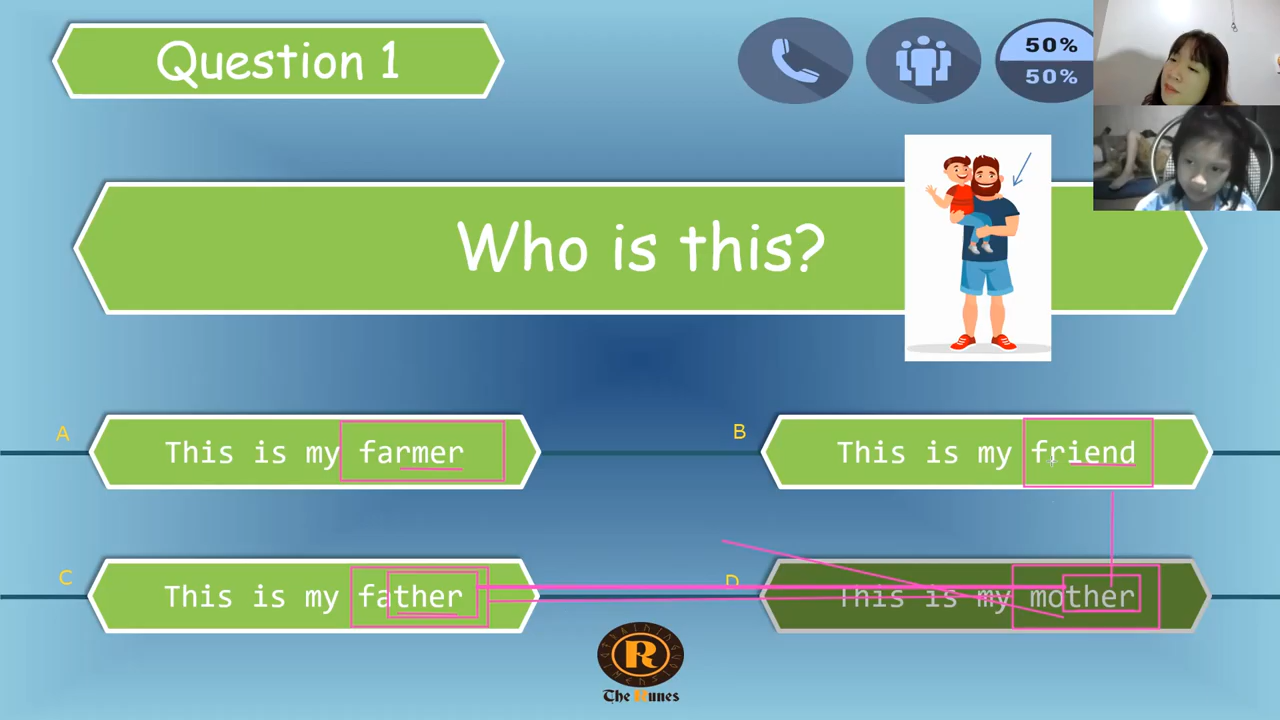 Question 1
50%
50%
Who is this?
A
This is my farmer
B
This is my friend
C
This is my father
D
This is my mother
R
The Runes